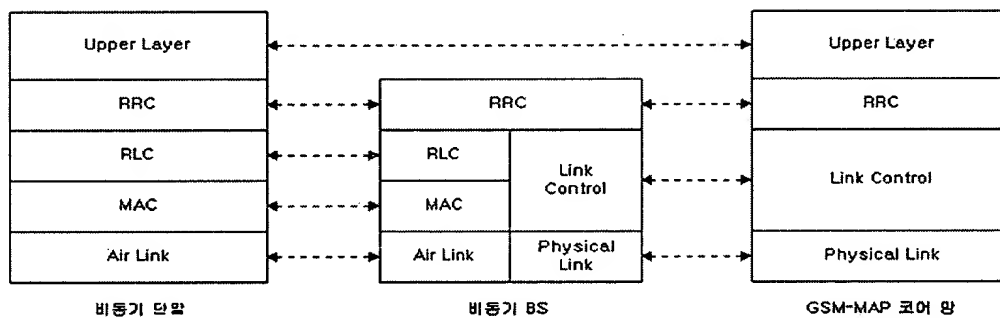 Upper Layer
Upper Layer
RRC
RRC
RRC
RLC
RLC
Link
Control
Link Control
MAC
MAC
Air Link
Air Link
Physical
Link
Physical Link
비동기 단말
비동기 BS
GSM-MAP 코어 망